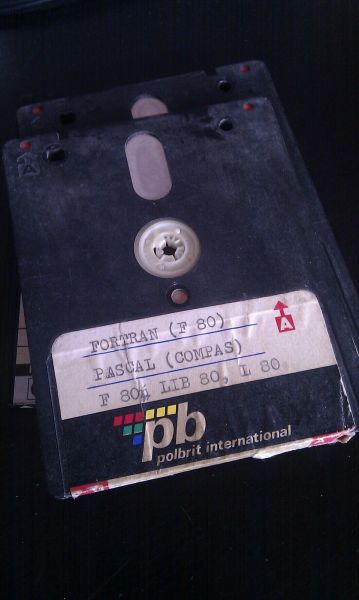 A
FORTRAN (F 80)
A
PASCAL (COMPAS)
F 80, LIB 80, L 80
pb
polbrit international